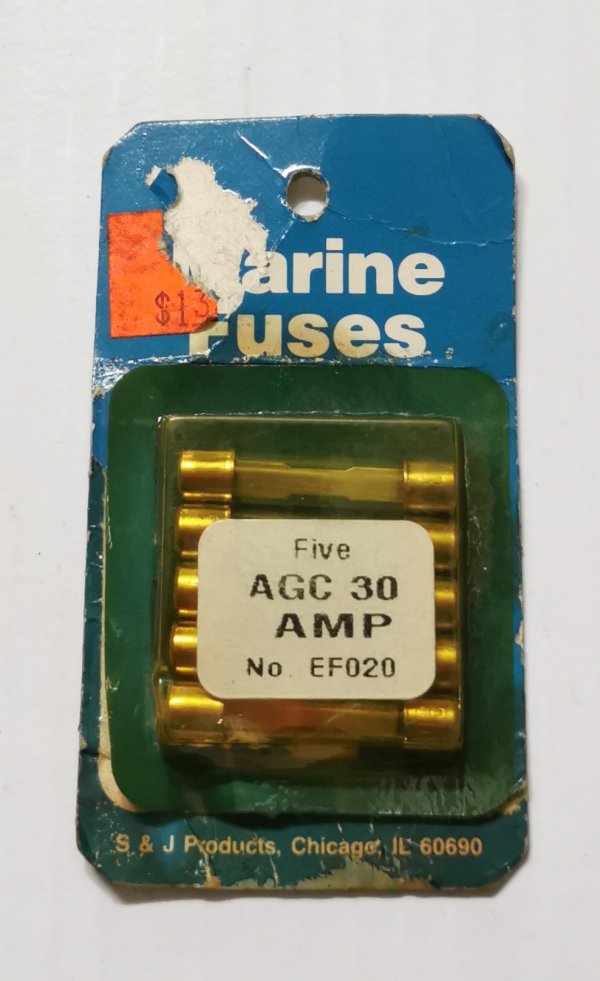 arine
Fuses
$13
Five
AGC 30
AMP
No. EF020
S & J Products, Chicago, IL 60690